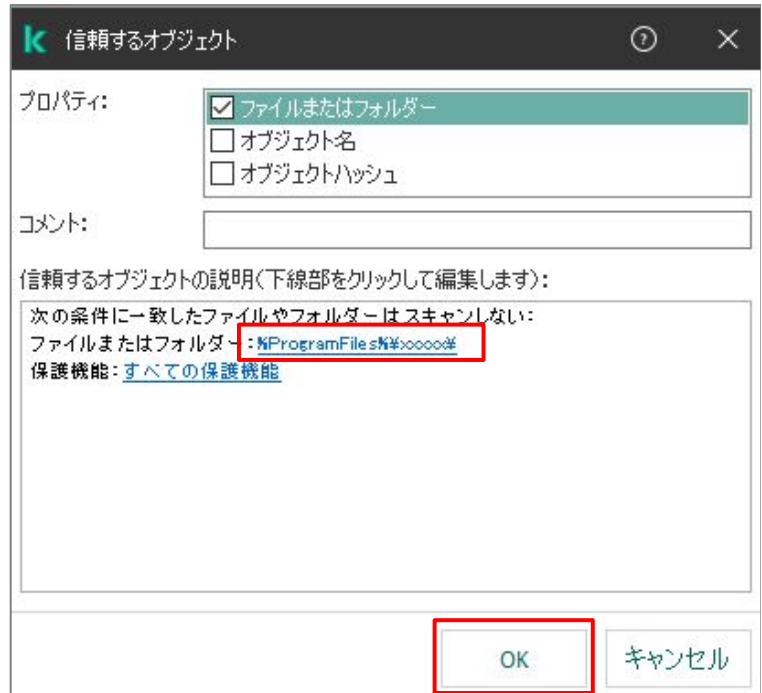 信頼するオブジェクト
プロパティ:
ファイルまたはフォルダー
オブジェクト名
オブジェクトハッシュ
コメント:
信頼するオブジェクトの説明(下線部をクリックして編集します):
次の条件に一致したファイルやフォルダーはスキャンしない:
ファイルまたはフォルダー:%ProgramFiles%¥xxxxx¥
保護機能:すべての保護機能
OK
キャンセル